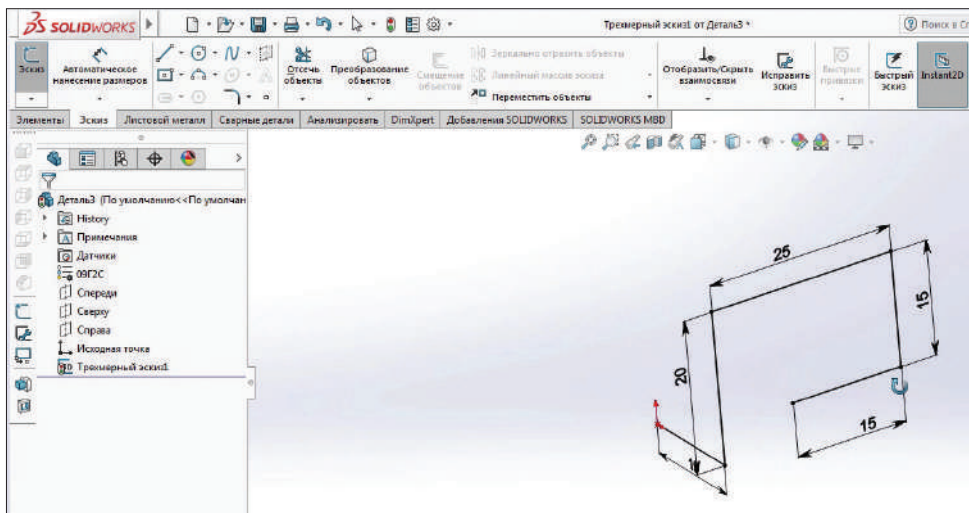 SOLIDWORKS
Трехмерный эскиз1 от Деталь3 *
Поиск в Сп
Эскиз
Автоматическое нанесение размеров
Отсечь объекты
Преобразование объектов
Смещение объектов
Зеркально отразить объекты
Линейный массив эскиза
Переместить объекты
Отобразить/Скрыть взаимосвязи
Исправить эскиз
Быстрые привязки
Быстрый эскиз
Instant2D
Элементы Эскиз Листовой металл Сварные детали Анализировать DimXpert Добавления SOLIDWORKS SOLIDWORKS MBD
Деталь3 (По умолчанию<<По умолчан
History
Примечания
Датчики
09Г2С
Спереди
Сверху
Справа
Исходная точка
3D Трехмерный эскиз1
25
15
20
15